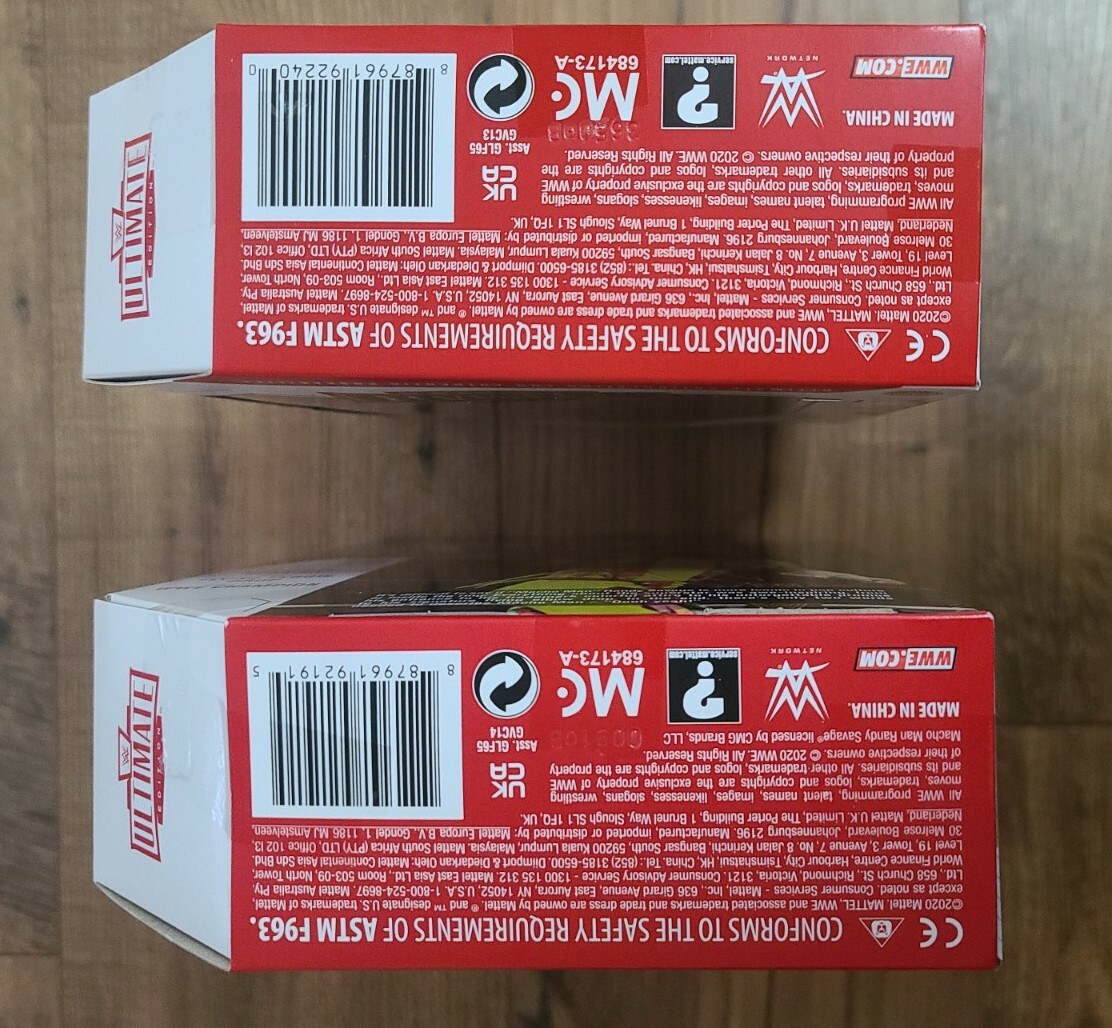 ULTIMATE
EDITION
CE CONFORMS TO THE SAFETY REQUIREMENTS OF ASTM F963.
©2020 Mattel. MATTEL, WWE and associated trademarks and trade dress are owned by Mattel. ® and ™ designate U.S. trademarks of Mattel,
except as noted. Consumer Services - Mattel, Inc., 636 Girard Avenue, East Aurora, NY 14052, U.S.A. 1-800-524-8697. Mattel Australia Pty.
Ltd., 658 Church St., Richmond, Victoria, 3121. Consumer Advisory Service - 1300 135 312. Mattel East Asia Ltd., Room 503-09, North Tower,
World Finance Centre, Harbour City, Tsimshatsui, HK, China. Tel.: (852) 3185-6500. Diimport & Diedarkan Oleh: Mattel Continental Asia Sdn Bhd.
Level 19, Tower 3, Avenue 7, No. 8, Jalan Kerinchi, Bangsar South, 59200 Kuala Lumpur, Malaysia. Mattel South Africa (PTY) LTD, Office 102 I3,
30 Melrose Boulevard, Johannesburg 2196. Manufactured, imported or distributed by: Mattel Europa B.V., Gondel 1, 1186 MJ Amstelveen,
Nederland. Mattel U.K. Limited, The Porter Building, 1 Brunel Way, Slough SL1 1FQ, UK.
All WWE programming, talent names, images, likenesses, slogans, wrestling
moves, trademarks, logos and copyrights are the exclusive property of WWE
and its subsidiaries. All other trademarks, logos and copyrights are the
property of their respective owners. © 2020 WWE. All Rights Reserved.
UK
CA
MADE IN CHINA.
Asst. GLF65
GVC13
WWE.COM
W NETWORK
service.mattel.com
MC
684173-A
8 87961 92240 0
ULTIMATE
EDITION
CE CONFORMS TO THE SAFETY REQUIREMENTS OF ASTM F963.
©2020 Mattel. MATTEL, WWE and associated trademarks and trade dress are owned by Mattel. ® and ™ designate U.S. trademarks of Mattel,
except as noted. Consumer Services - Mattel, Inc., 636 Girard Avenue, East Aurora, NY 14052, U.S.A. 1-800-524-8697. Mattel Australia Pty.
Ltd., 658 Church St., Richmond, Victoria, 3121. Consumer Advisory Service - 1300 135 312. Mattel East Asia Ltd., Room 503-09, North Tower,
World Finance Centre, Harbour City, Tsimshatsui, HK, China. Tel.: (852) 3185-6500. Diimport & Diedarkan Oleh: Mattel Continental Asia Sdn Bhd.
Level 19, Tower 3, Avenue 7, No. 8, Jalan Kerinchi, Bangsar South, 59200 Kuala Lumpur, Malaysia. Mattel South Africa (PTY) LTD, Office 102 I3,
30 Melrose Boulevard, Johannesburg 2196. Manufactured, imported or distributed by: Mattel Europa B.V., Gondel 1, 1186 MJ Amstelveen,
Nederland. Mattel U.K. Limited, The Porter Building, 1 Brunel Way, Slough SL1 1FQ, UK.
All WWE programming, talent names, images, likenesses, slogans, wrestling
moves, trademarks, logos and copyrights are the exclusive property of WWE
and its subsidiaries. All other trademarks, logos and copyrights are the property
of their respective owners. © 2020 WWE. All Rights Reserved.
Macho Man Randy Savage® licensed by CMG Brands, LLC
UK
CA
MADE IN CHINA.
Asst. GLF65
GVC14
WWE.COM
W NETWORK
service.mattel.com
MC
684173-A
8 87961 92191 5